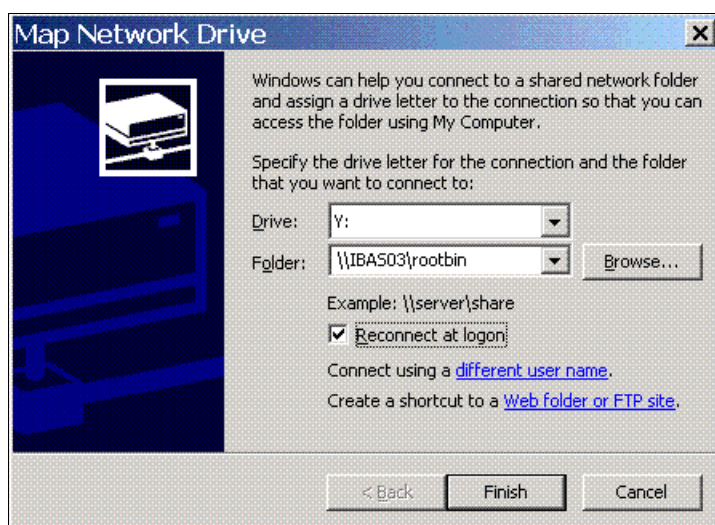 Map Network Drive
Windows can help you connect to a shared network folder
and assign a drive letter to the connection so that you can
access the folder using My Computer.
Specify the drive letter for the connection and the folder
that you want to connect to:
Drive: Y:
Folder: \\IBAS03\rootbin Browse...
Example: \\server\share
Reconnect at logon
Connect using a different user name.
Create a shortcut to a Web folder or FTP site.
< Back Finish Cancel